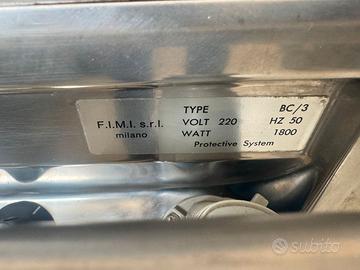 F.I.M.I. s.r.l.
milano
TYPE BC/3
VOLT 220 HZ 50
WATT 1800
Protective System
subito